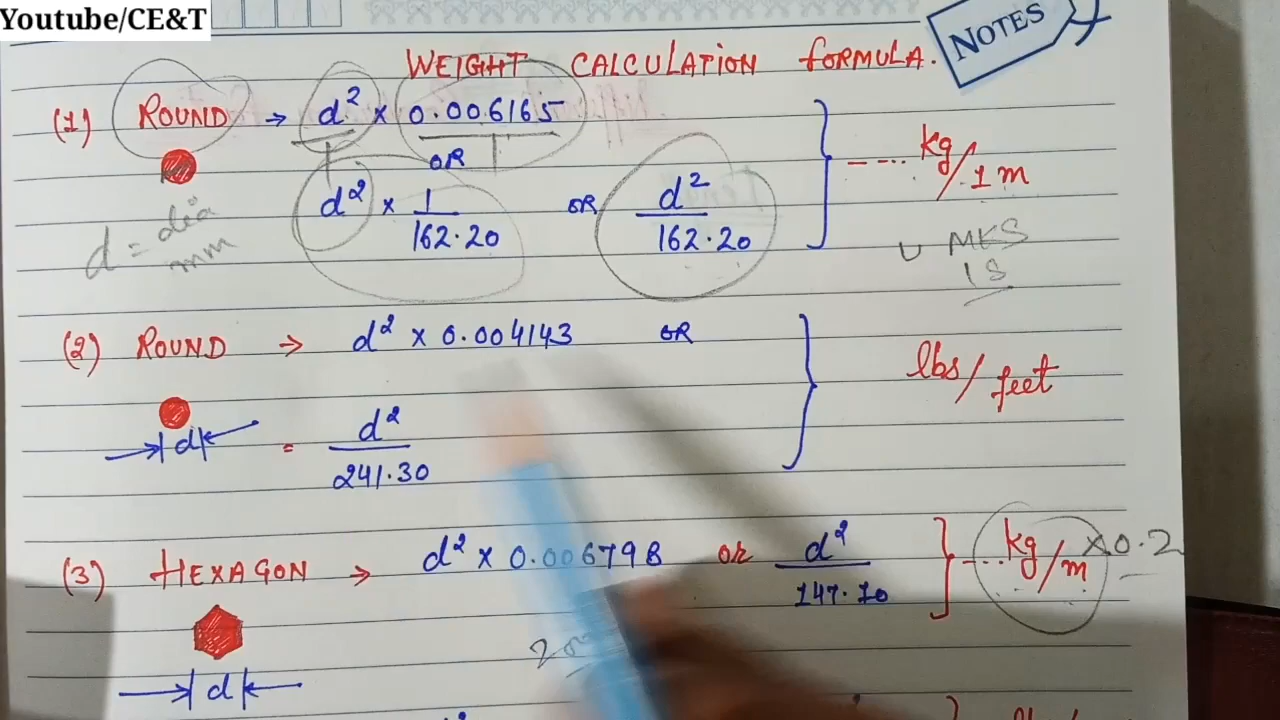 Youtube/CE&T
NOTES
WEIGHT CALCULATION FORMULA.
(1) ROUND → d² × 0.006165
OR
d² × 1/162.20 OR d²/162.20 } ---- kg/1m
d = dia mm
MKS
(2) ROUND → d² × 0.004143 OR
lbs/feet
d = d²/241.30
(3) HEXAGON → d² × 0.006798 or d²/147.10 } ---- kg/m × 0.2
d